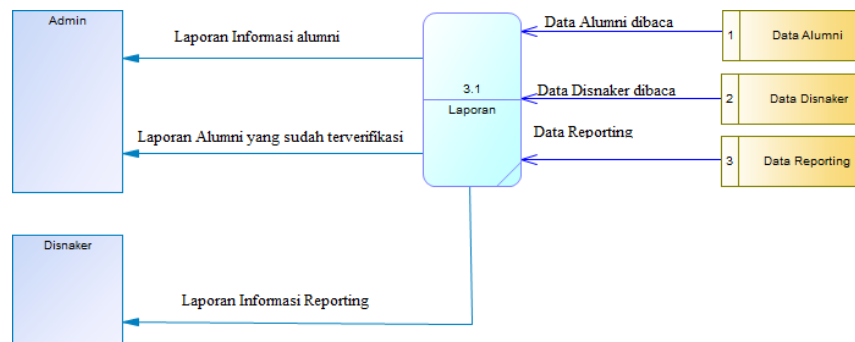 Admin
Laporan Informasi alumni
Laporan Alumni yang sudah terverifikasi
3.1
Laporan
Data Alumni dibaca
Data Disnaker dibaca
Data Reporting
1 Data Alumni
2 Data Disnaker
3 Data Reporting
Disnaker
Laporan Informasi Reporting